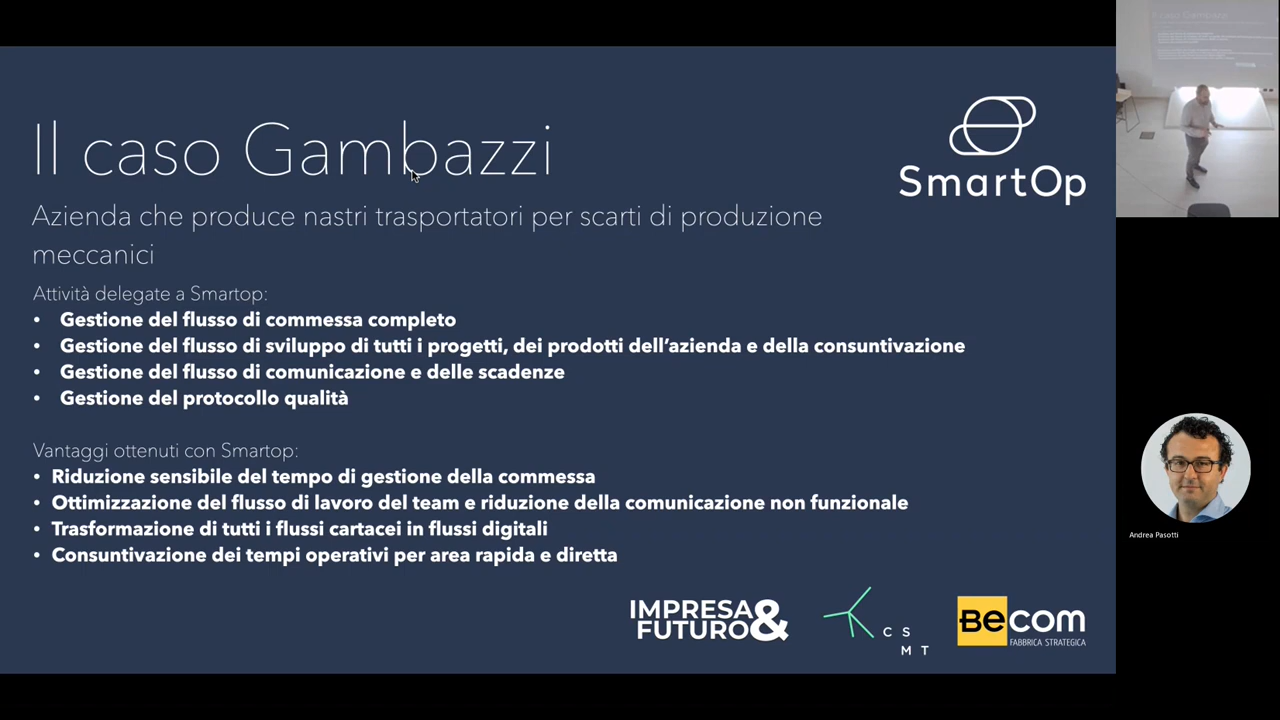 Il caso Gambazzi
SmartOp
Azienda che produce nastri trasportatori per scarti di produzione
meccanici
Attività delegate a Smartop:
• Gestione del flusso di commessa completo
• Gestione del flusso di sviluppo di tutti i progetti, dei prodotti dell'azienda e della consuntivazione
• Gestione del flusso di comunicazione e delle scadenze
• Gestione del protocollo qualità
Vantaggi ottenuti con Smartop:
• Riduzione sensibile del tempo di gestione della commessa
• Ottimizzazione del flusso di lavoro del team e riduzione della comunicazione non funzionale
• Trasformazione di tutti i flussi cartacei in flussi digitali
• Consuntivazione dei tempi operativi per area rapida e diretta
IMPRESA&
FUTURO
CS
MT
Becom
FABBRICA STRATEGICA
Andrea Pasotti